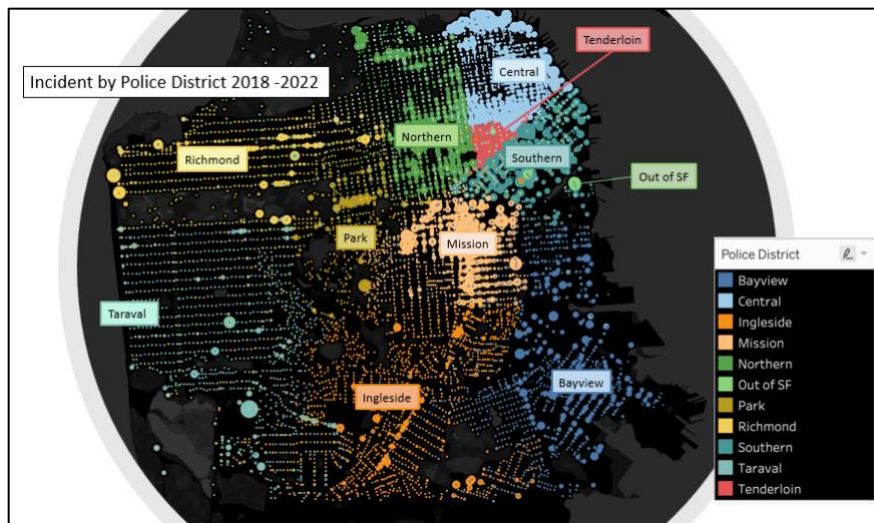 Incident by Police District 2018 -2022
Tenderloin
Central
Northern
Richmond
Southern
Out of SF
Park
Mission
Taraval
Bayview
Ingleside
Police District
Bayview
Central
Ingleside
Mission
Northern
Out of SF
Park
Richmond
Southern
Taraval
Tenderloin